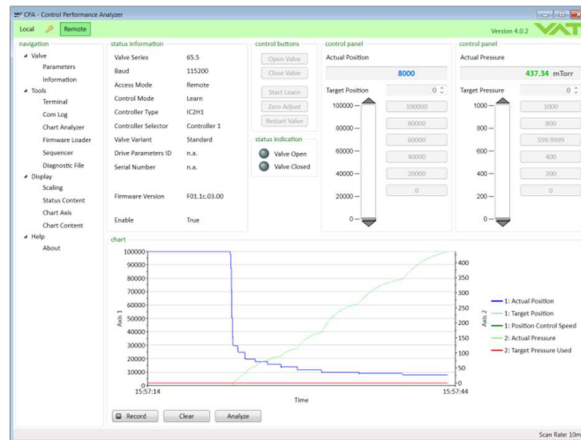 CPA - Control Performance Analyzer
Local Remote Version 4.0.2 VAT
navigation
Valve
Parameters
Information
Tools
Terminal
Com Log
Chart Analyzer
Firmware Loader
Sequencer
Diagnostic File
Display
Scaling
Status Content
Chart Axis
Chart Content
Help
About
status information
Valve Series 65.5
Baud 115200
Access Mode Remote
Control Mode Learn
Controller Type IC2H1
Controller Selector Controller 1
Valve Variant Standard
Drive Parameters ID n.a.
Serial Number n.a.
Firmware Version F01.1c.03.00
Enable True
control buttons
Open Valve
Close Valve
Start Learn
Zero Adjust
Restart Valve
status indication
Valve Open
Valve Closed
control panel
Actual Position
8000
Target Position 0
100000 100000
80000 80000
60000 60000
40000 40000
20000 20000
0 0
control panel
Actual Pressure
437.34 mTorr
Target Pressure 0
1000 1000
800 800
600 599.9999
400 400
200 200
0 0
chart
100000
90000
80000
70000
60000
50000
40000
30000
20000
10000
0
Axis 1
400
350
300
250
200
150
100
50
0
Axis 2
15:57:14 15:57:44
Time
1: Actual Position
1: Target Position
1: Position Control Speed
2: Actual Pressure
2: Target Pressure Used
Record Clear Analyze
Scan Rate: 10m